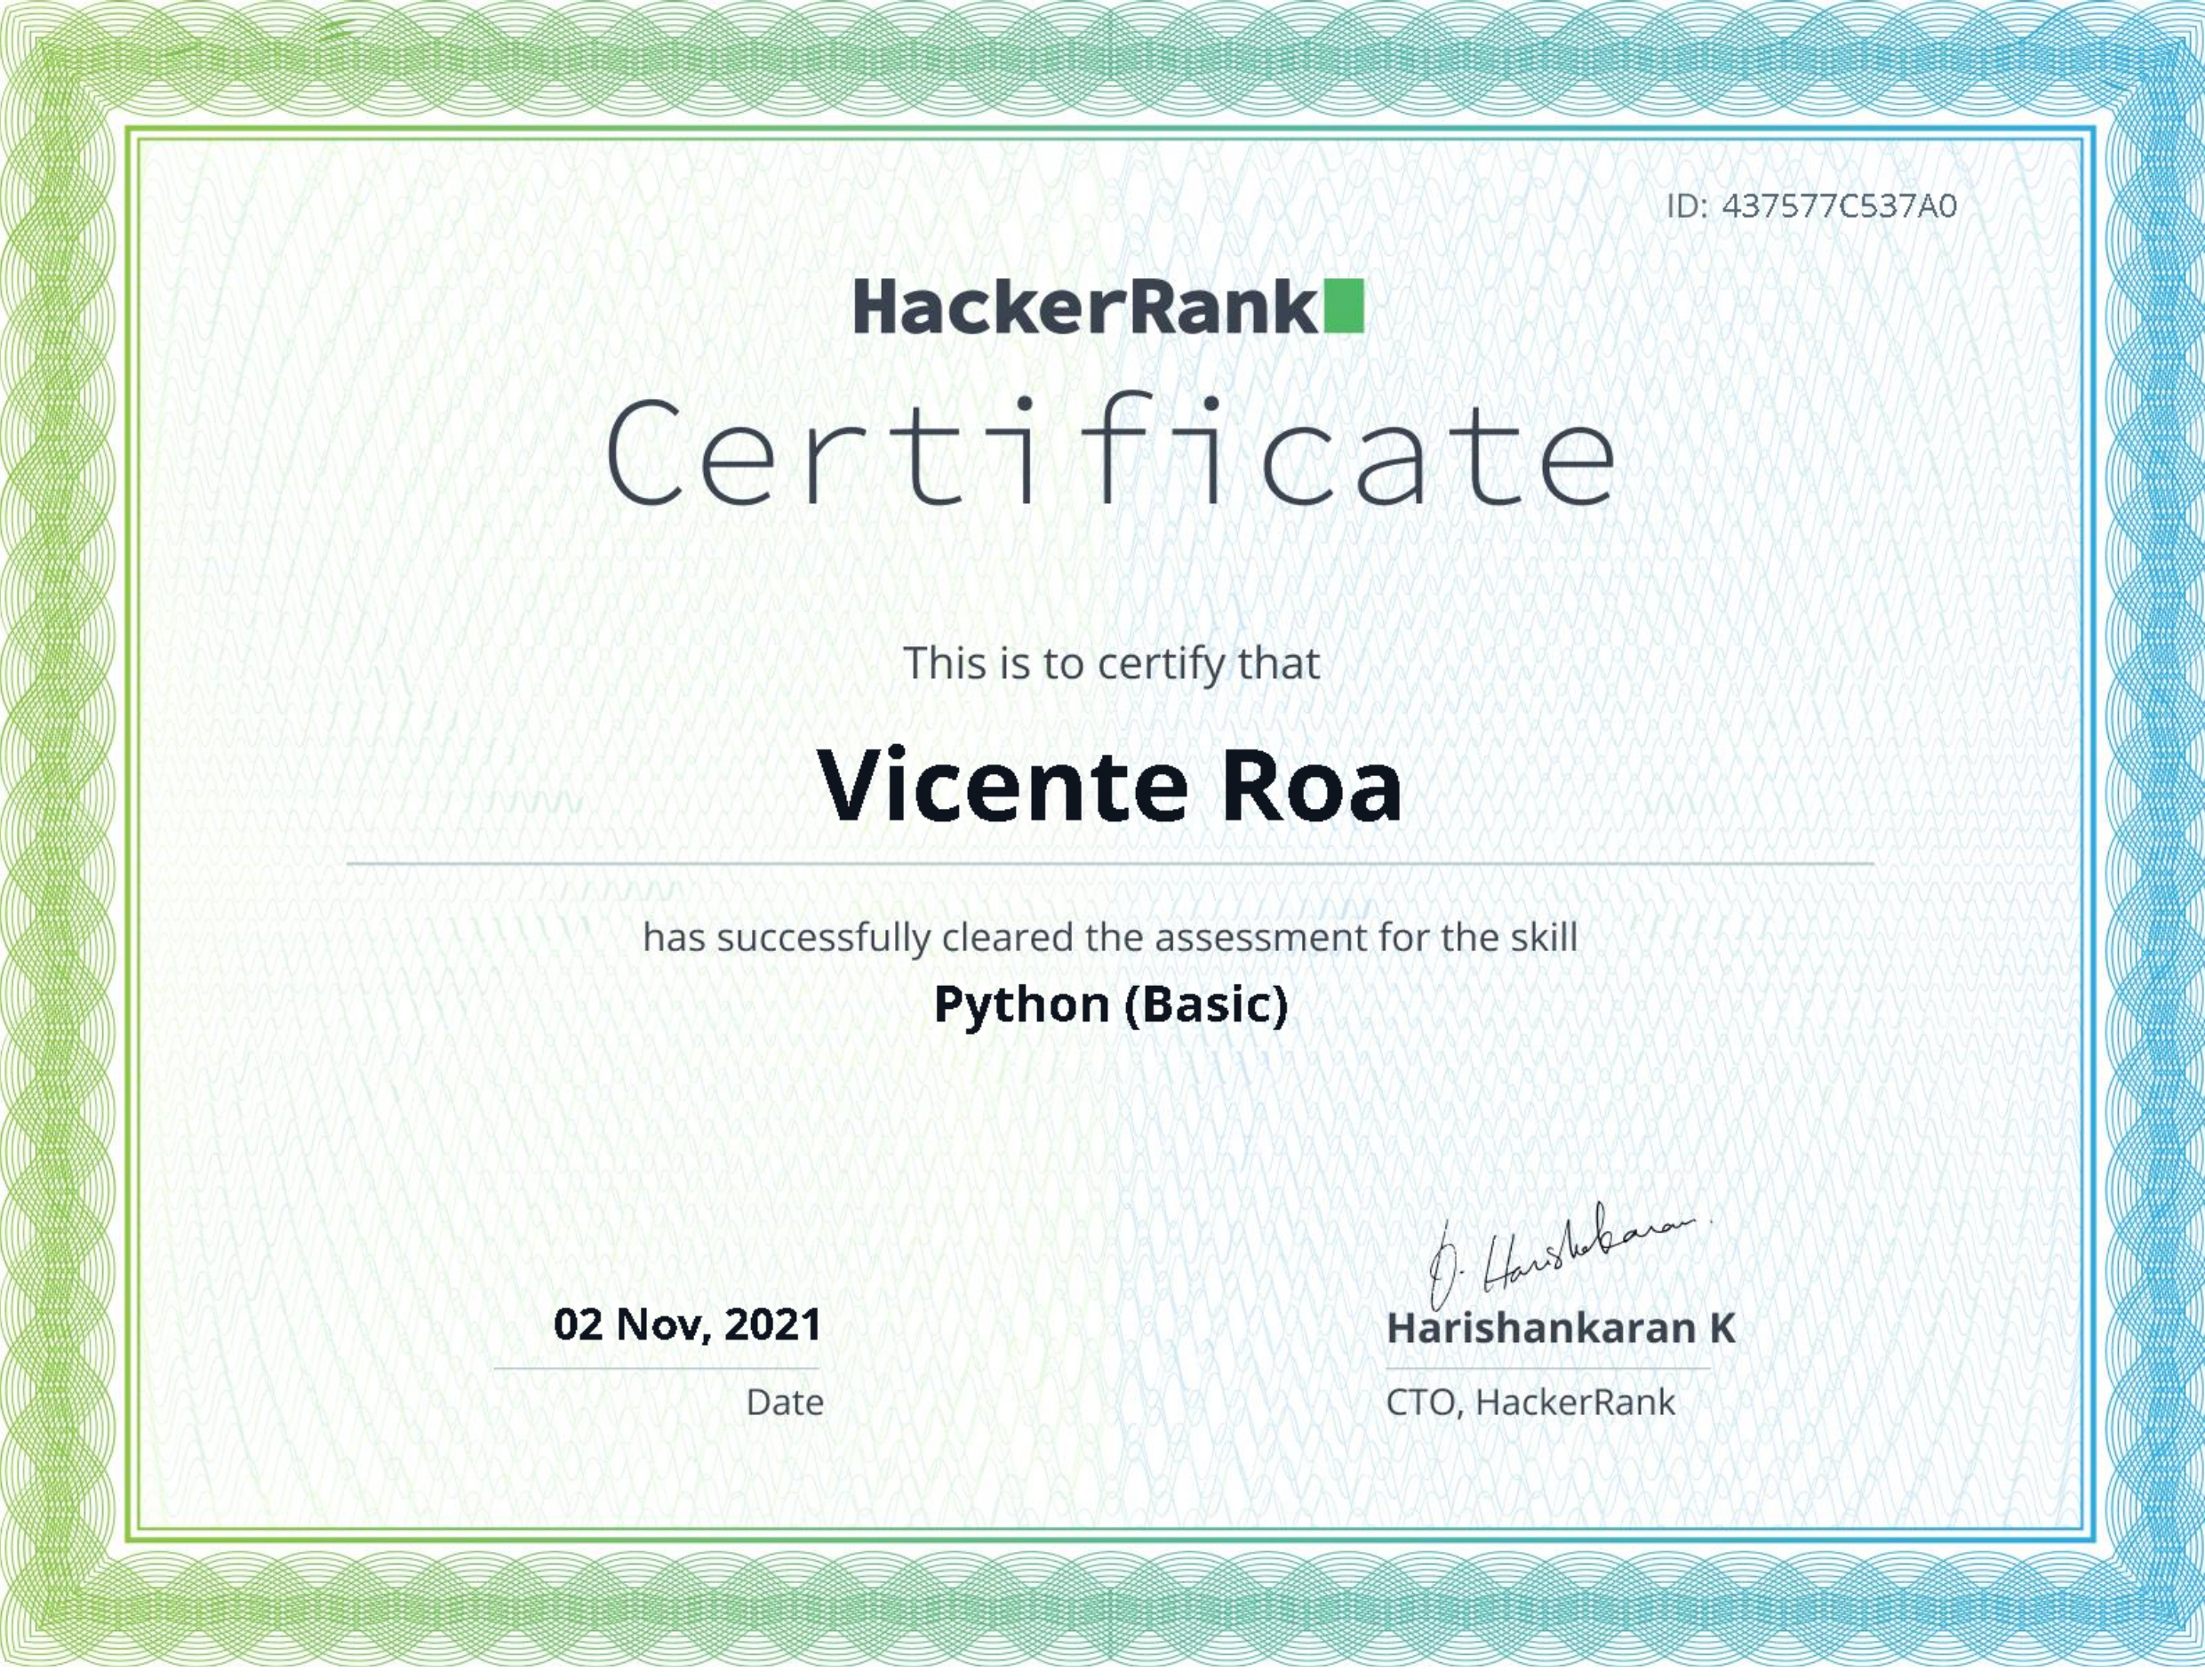 ID: 437577C537A0
HackerRank
Certificate
This is to certify that
Vicente Roa
has successfully cleared the assessment for the skill
Python (Basic)
D. Harishankaran.
02 Nov, 2021
Harishankaran K
Date
CTO, HackerRank